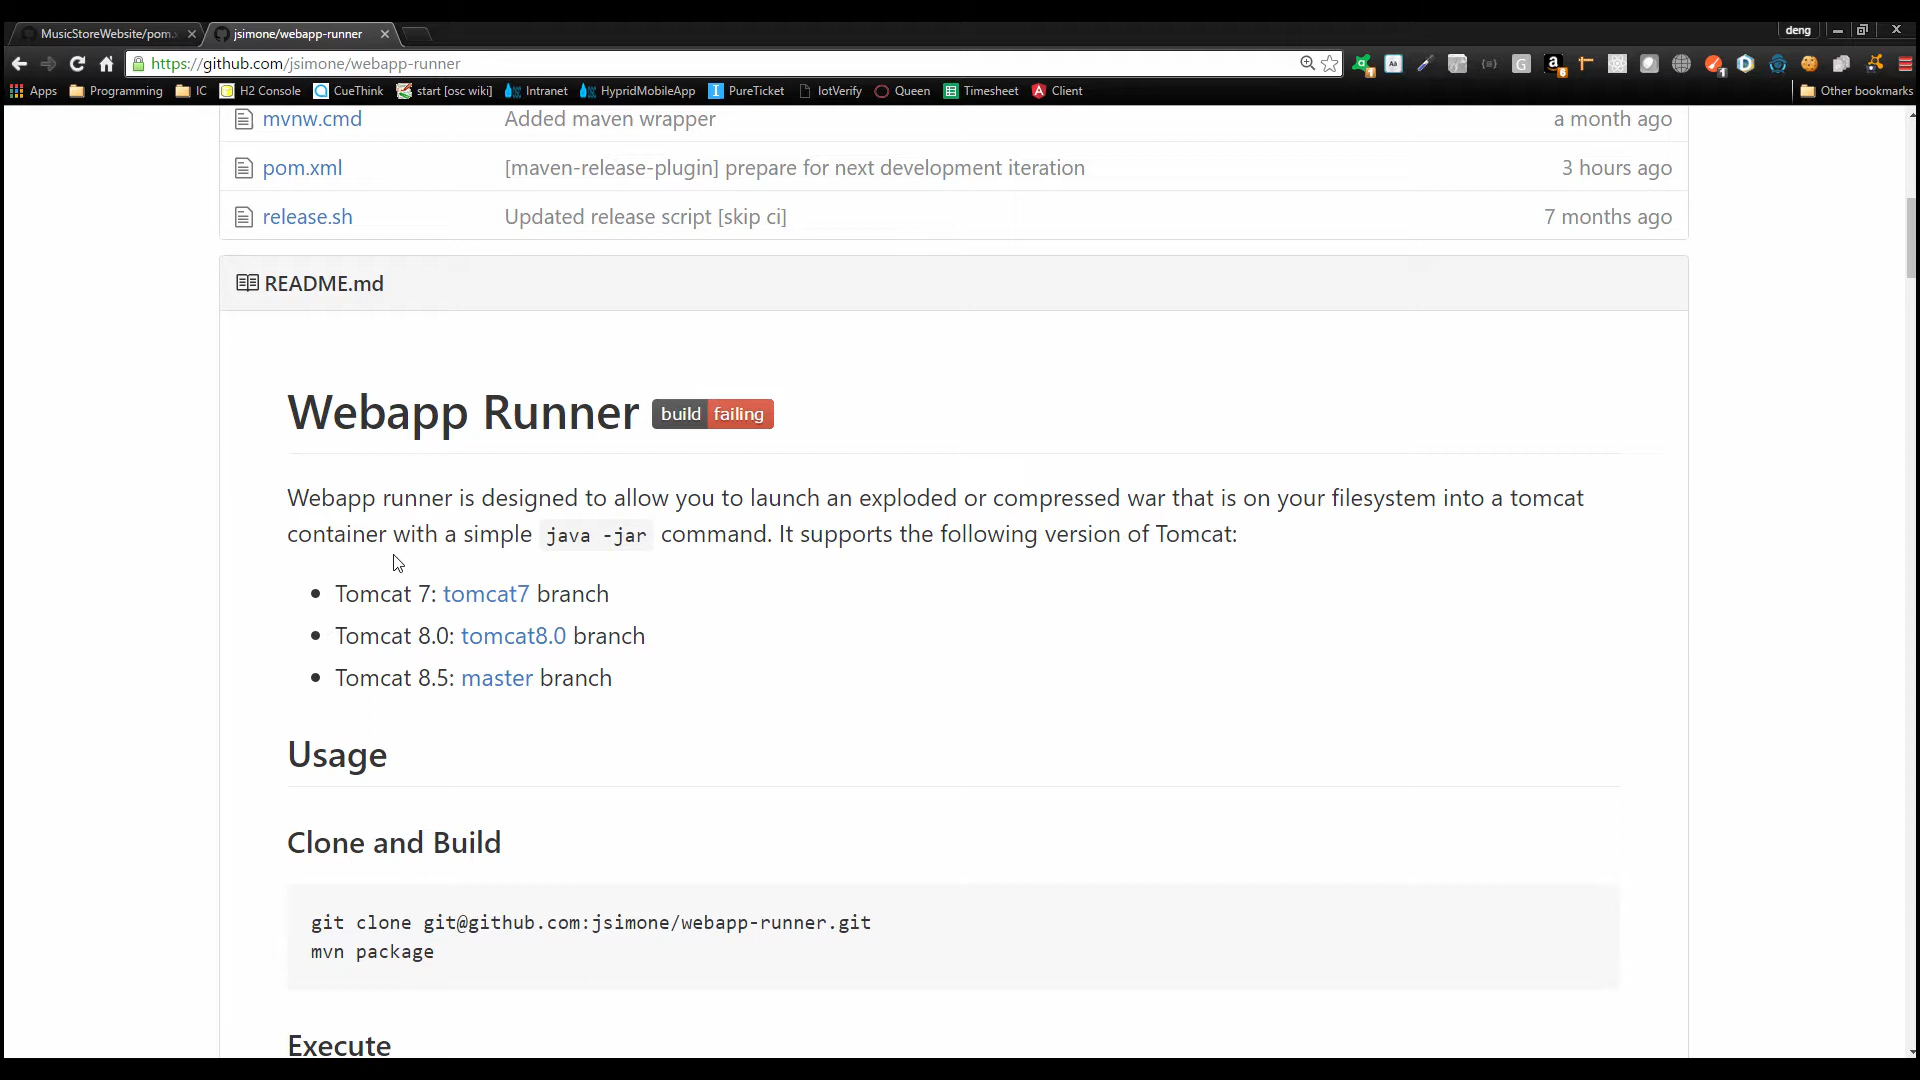 MusicStoreWebsite/pom.
jsimone/webapp-runner
deng
https://github.com/jsimone/webapp-runner
Apps Programming IC H2 Console CueThink start [osc wiki] Intranet HypridMobileApp PureTicket IotVerify Queen Timesheet Client Other bookmarks
mvnw.cmd Added maven wrapper a month ago
pom.xml [maven-release-plugin] prepare for next development iteration 3 hours ago
release.sh Updated release script [skip ci] 7 months ago
README.md
Webapp Runner build failing
Webapp runner is designed to allow you to launch an exploded or compressed war that is on your filesystem into a tomcat
container with a simple java -jar command. It supports the following version of Tomcat:
• Tomcat 7: tomcat7 branch
• Tomcat 8.0: tomcat8.0 branch
• Tomcat 8.5: master branch
Usage
Clone and Build
git clone git@github.com:jsimone/webapp-runner.git
mvn package
Execute